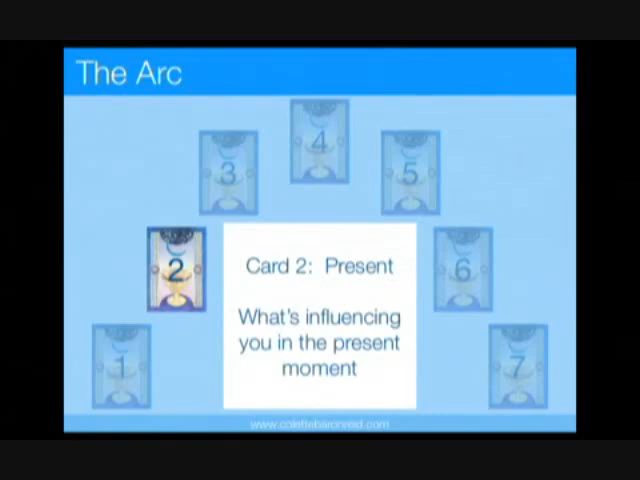 The Arc
4
3
5
2
6
1
7
Card 2: Present
What's influencing
you in the present
moment
www.colettebaronreid.com